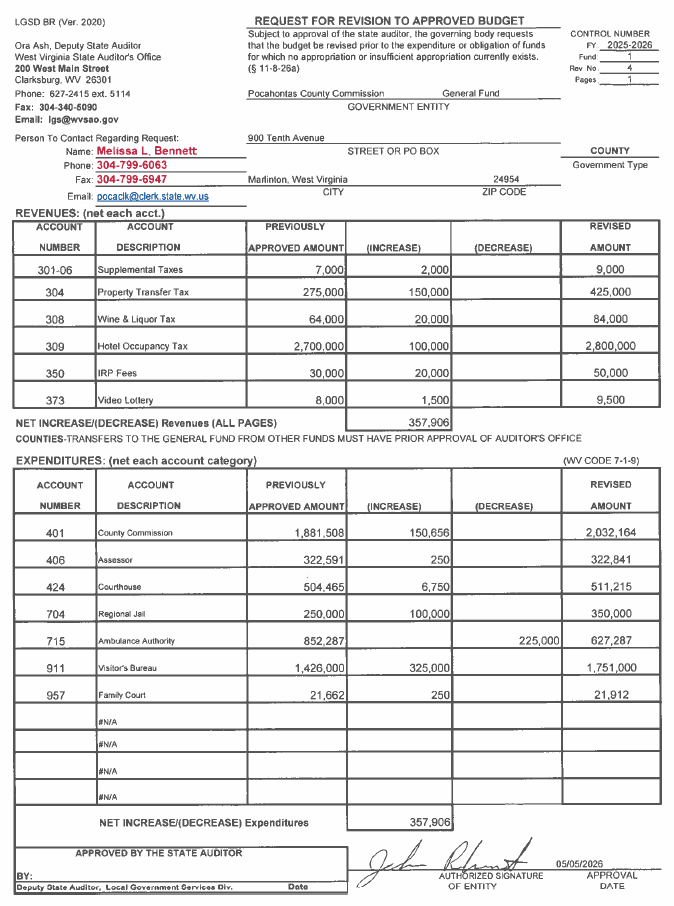 LGSD BR (Ver. 2020)
REQUEST FOR REVISION TO APPROVED BUDGET
Ora Ash, Deputy State Auditor
West Virginia State Auditor's Office
200 West Main Street
Clarksburg, WV 26301
Phone: 627-2415 ext. 5114
Fax: 304-340-5090
Email: lgs@wvsao.gov
Subject to approval of the state auditor, the governing body requests
that the budget be revised prior to the expenditure or obligation of funds
for which no appropriation or insufficient appropriation currently exists.
(§ 11-8-26a)
CONTROL NUMBER
FY: 2025-2026
Fund: 1
Rev No. 4
Pages: 1
Pocahontas County Commission General Fund
GOVERNMENT ENTITY
Person To Contact Regarding Request:
Name: Melissa L. Bennett
Phone: 304-799-6063
Fax: 304-799-6947
Email: pocaclk@clerk.state.wv.us
900 Tenth Avenue
STREET OR PO BOX
COUNTY
Government Type
Marlinton, West Virginia 24954
CITY ZIP CODE
REVENUES: (net each acct.)
ACCOUNT ACCOUNT PREVIOUSLY REVISED
NUMBER DESCRIPTION APPROVED AMOUNT (INCREASE) (DECREASE) AMOUNT
301-06 Supplemental Taxes 7,000 2,000 9,000
304 Property Transfer Tax 275,000 150,000 425,000
308 Wine & Liquor Tax 64,000 20,000 84,000
309 Hotel Occupancy Tax 2,700,000 100,000 2,800,000
350 IRP Fees 30,000 20,000 50,000
373 Video Lottery 8,000 1,500 9,500
NET INCREASE/(DECREASE) Revenues (ALL PAGES) 357,906
COUNTIES-TRANSFERS TO THE GENERAL FUND FROM OTHER FUNDS MUST HAVE PRIOR APPROVAL OF AUDITOR'S OFFICE
EXPENDITURES: (net each account category) (WV CODE 7-1-9)
ACCOUNT ACCOUNT PREVIOUSLY REVISED
NUMBER DESCRIPTION APPROVED AMOUNT (INCREASE) (DECREASE) AMOUNT
401 County Commission 1,881,508 150,656 2,032,164
406 Assessor 322,591 250 322,841
424 Courthouse 504,465 6,750 511,215
704 Regional Jail 250,000 100,000 350,000
715 Ambulance Authority 852,287 225,000 627,287
911 Visitor's Bureau 1,426,000 325,000 1,751,000
957 Family Court 21,662 250 21,912
#N/A
#N/A
#N/A
#N/A
NET INCREASE/(DECREASE) Expenditures 357,906
APPROVED BY THE STATE AUDITOR
BY:
Deputy State Auditor, Local Government Services Div. Date
05/05/2026
AUTHORIZED SIGNATURE APPROVAL
OF ENTITY DATE